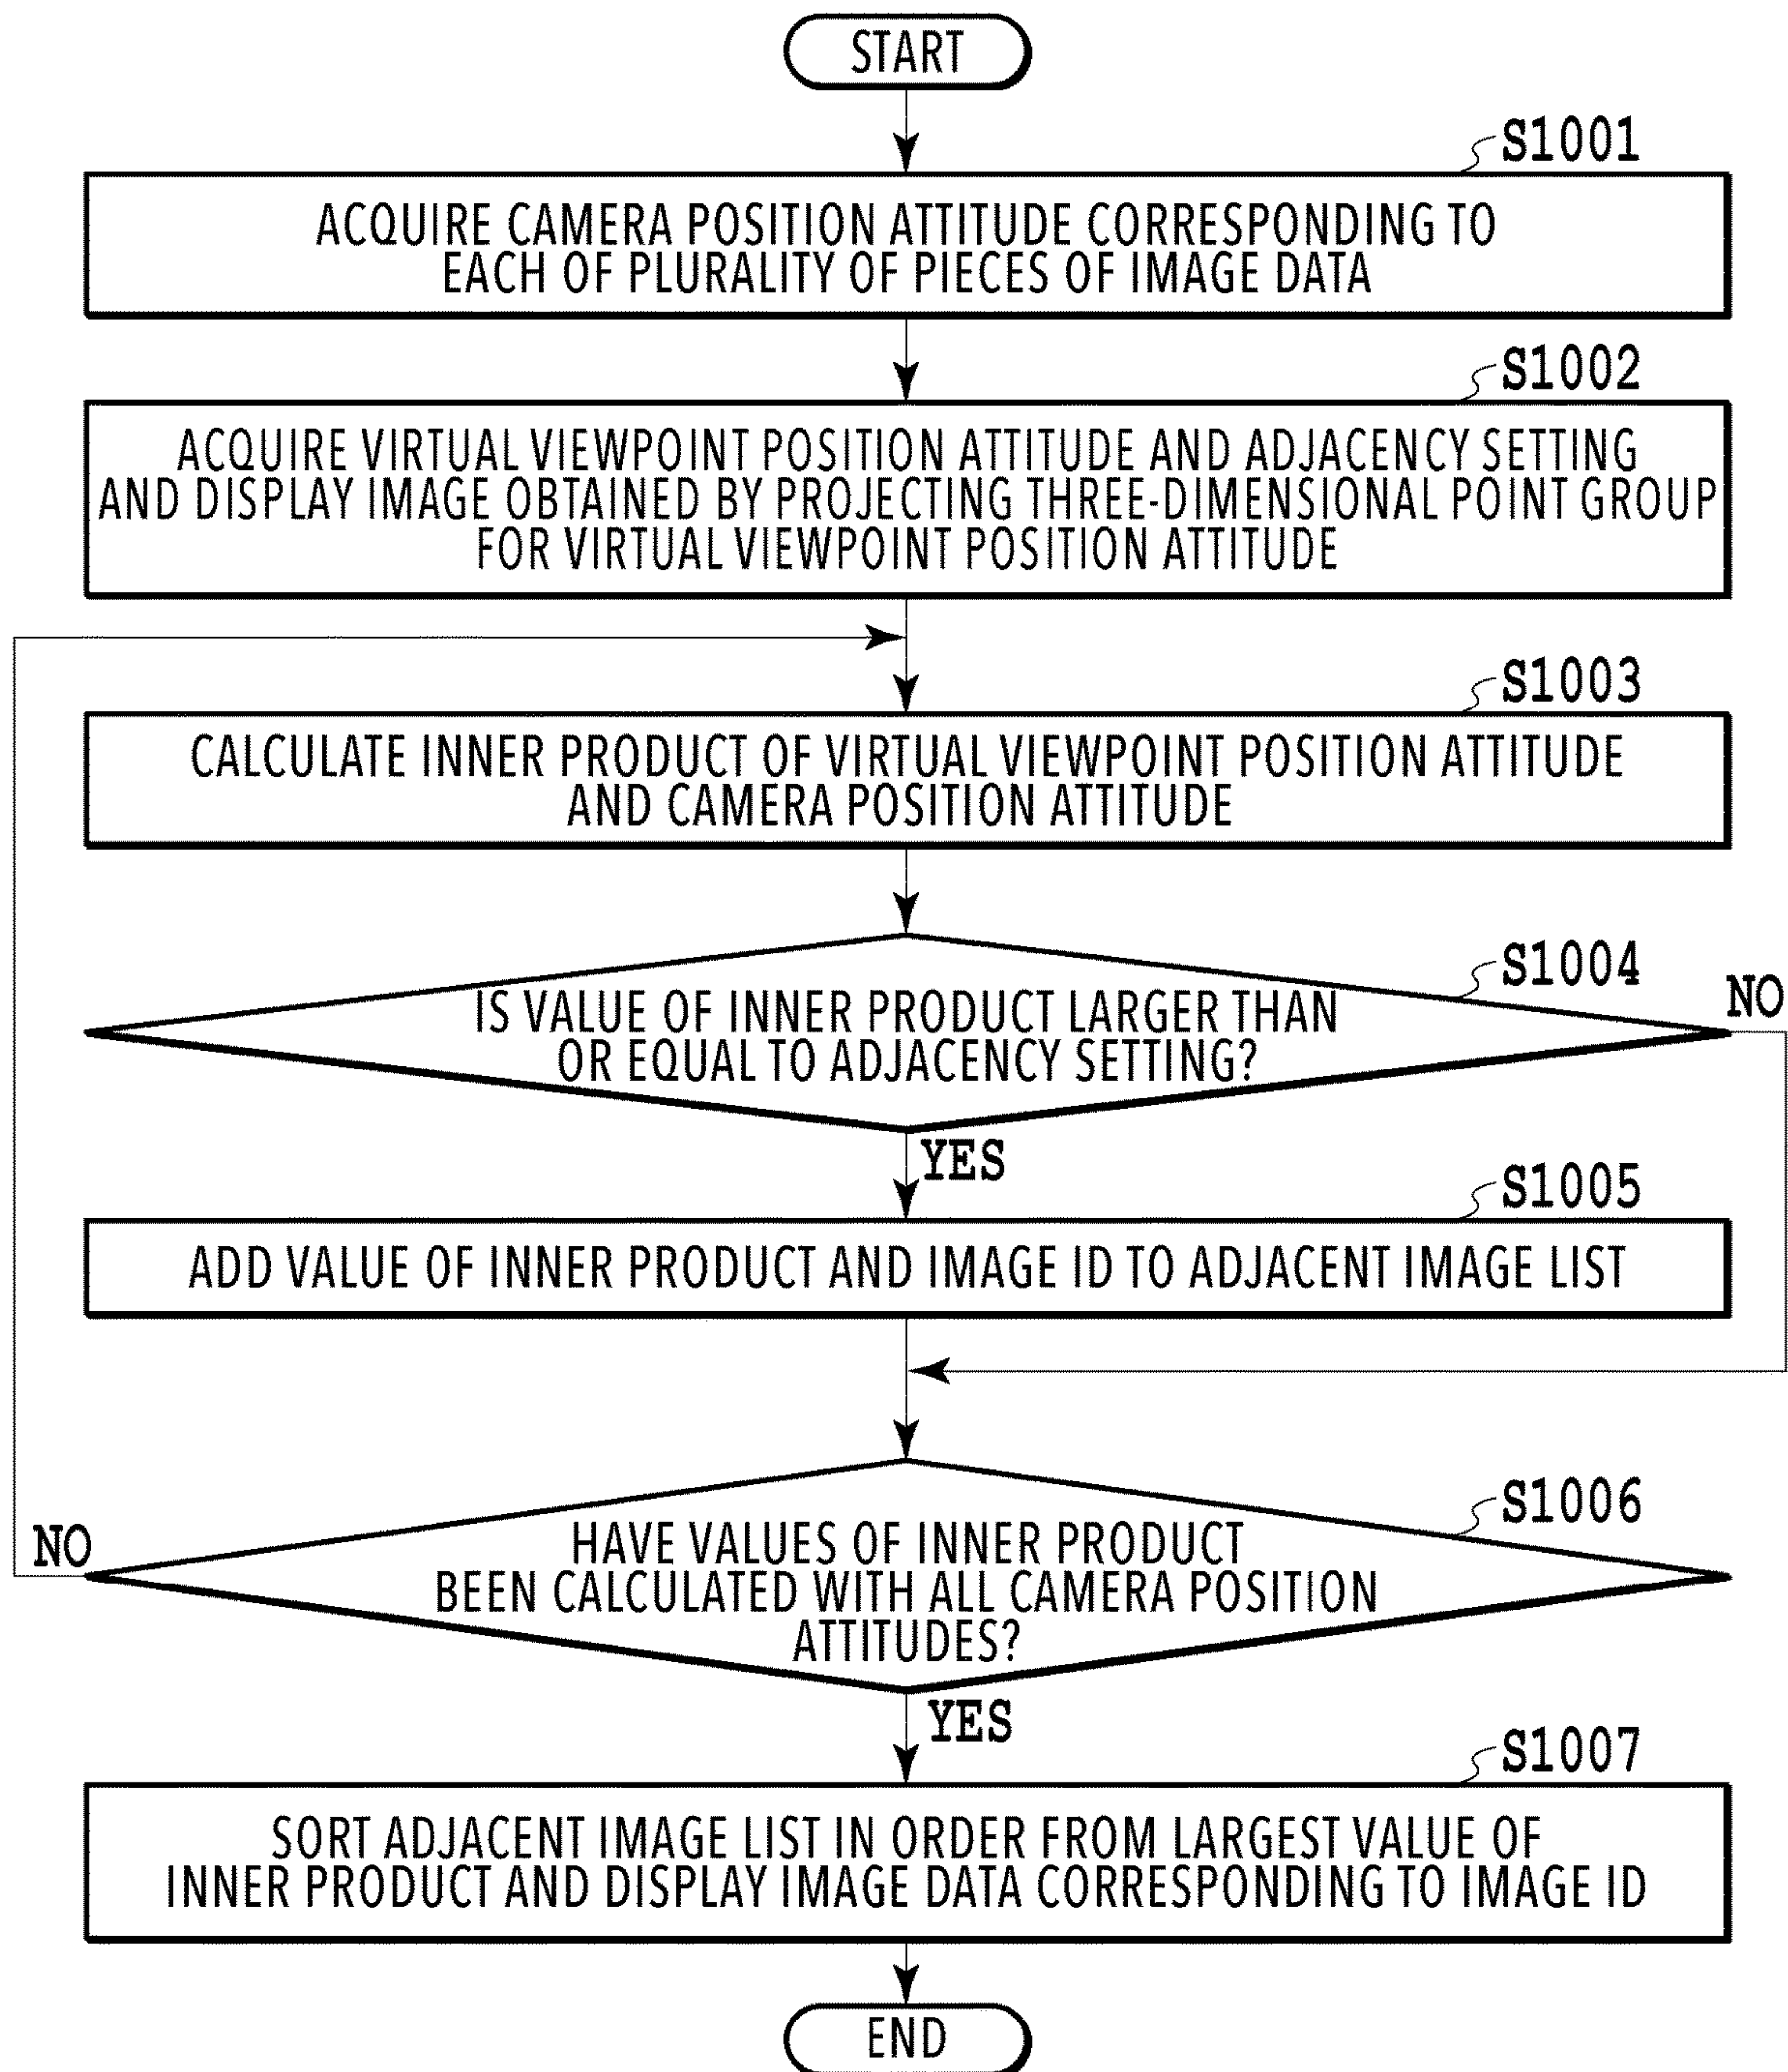 START
S1001
ACQUIRE CAMERA POSITION ATTITUDE CORRESPONDING TO
EACH OF PLURALITY OF PIECES OF IMAGE DATA
S1002
ACQUIRE VIRTUAL VIEWPOINT POSITION ATTITUDE AND ADJACENCY SETTING
AND DISPLAY IMAGE OBTAINED BY PROJECTING THREE-DIMENSIONAL POINT GROUP
FOR VIRTUAL VIEWPOINT POSITION ATTITUDE
S1003
CALCULATE INNER PRODUCT OF VIRTUAL VIEWPOINT POSITION ATTITUDE
AND CAMERA POSITION ATTITUDE
S1004
NO
IS VALUE OF INNER PRODUCT LARGER THAN
OR EQUAL TO ADJACENCY SETTING?
YES
S1005
ADD VALUE OF INNER PRODUCT AND IMAGE ID TO ADJACENT IMAGE LIST
S1006
NO
HAVE VALUES OF INNER PRODUCT
BEEN CALCULATED WITH ALL CAMERA POSITION
ATTITUDES?
YES
S1007
SORT ADJACENT IMAGE LIST IN ORDER FROM LARGEST VALUE OF
INNER PRODUCT AND DISPLAY IMAGE DATA CORRESPONDING TO IMAGE ID
END